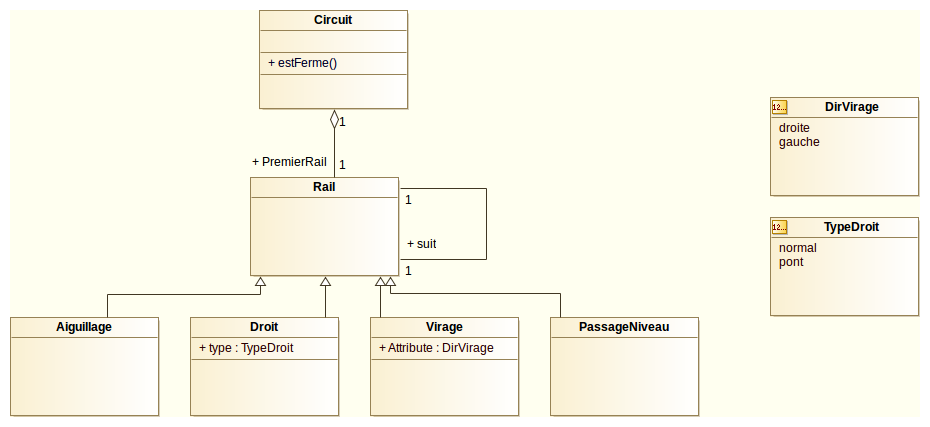 Circuit
+ estFerme()
1
+ PremierRail
1
Rail
1
+ suit
1
12...
DirVirage
droite
gauche
12...
TypeDroit
normal
pont
Aiguillage
Droit
+ type : TypeDroit
Virage
+ Attribute : DirVirage
PassageNiveau